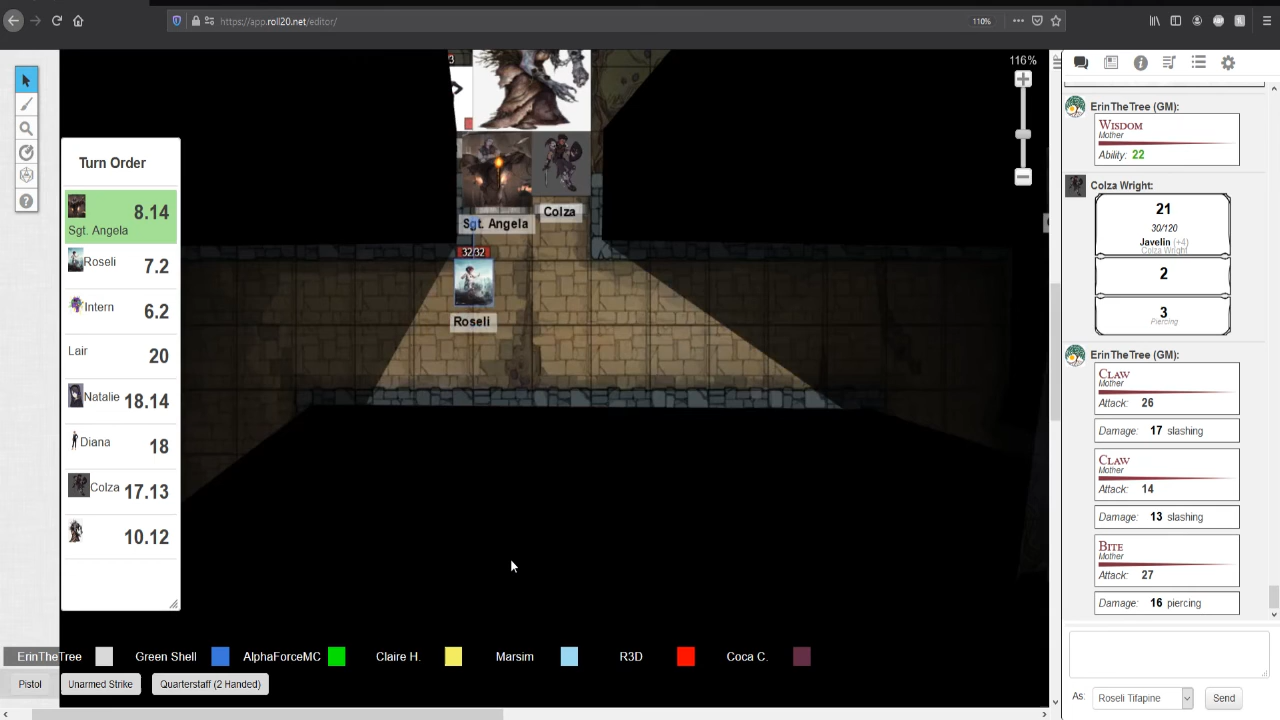 https://app.roll20.net/editor/
110%
116%
Turn Order
8.14
Sgt. Angela
Roseli 7.2
Intern 6.2
Lair 20
Natalie 18.14
Diana 18
Colza 17.13
10.12
Colza
Sgt. Angela
32/32
Roseli
ErinTheTree (GM):
WISDOM
Mother
Ability: 22
Colza Wright:
21
30/120
Javelin (+4)
Colza Wright
2
3
Piercing
ErinTheTree (GM):
CLAW
Mother
Attack: 26
Damage: 17 slashing
CLAW
Mother
Attack: 14
Damage: 13 slashing
BITE
Mother
Attack: 27
Damage: 16 piercing
ErinTheTree Green Shell AlphaForceMC Claire H. Marsim R3D Coca C.
Pistol Unarmed Strike Quarterstaff (2 Handed)
As: Roseli Tifapine Send